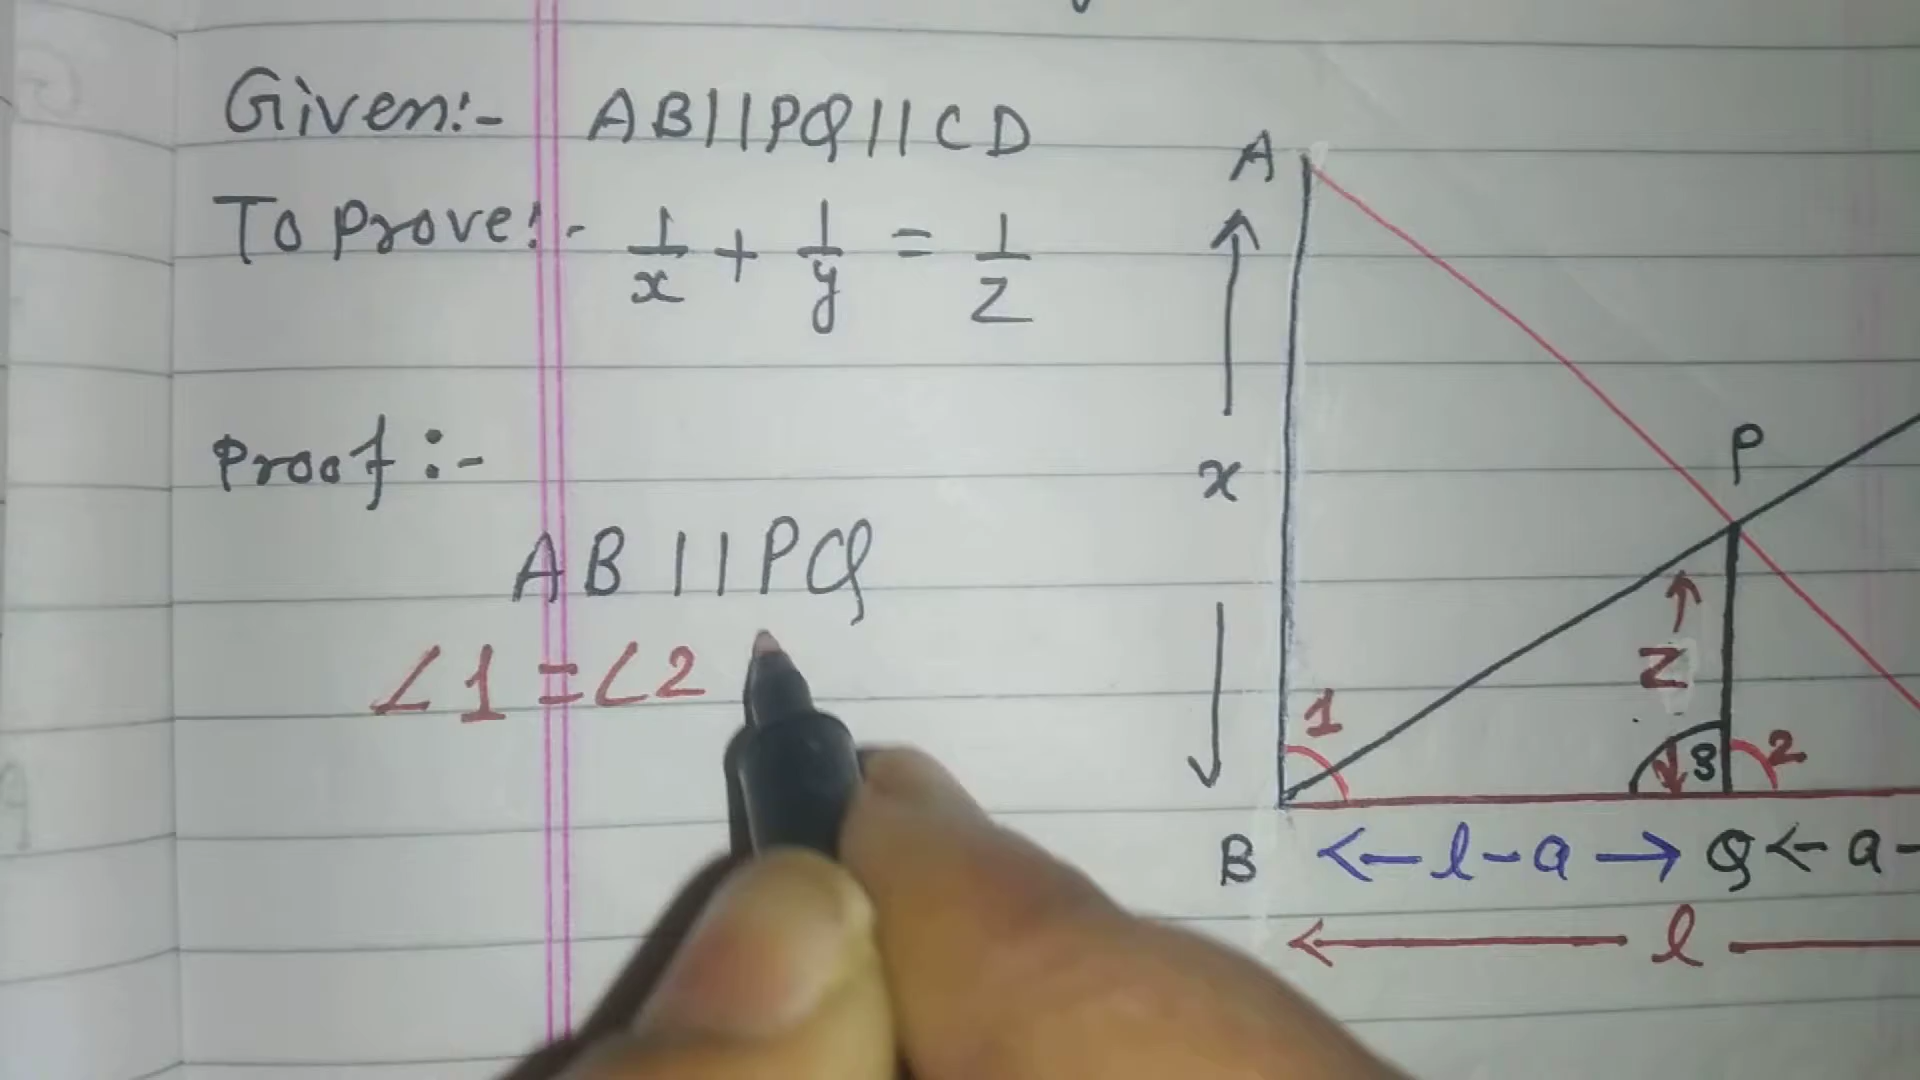 Given:- AB||PQ||CD
To prove:- 1/x + 1/y = 1/z
Proof:-
AB || PQ
∠1 = ∠2
A
x
P
z
1
3
2
B
← l-a →
Q
← a -
← l